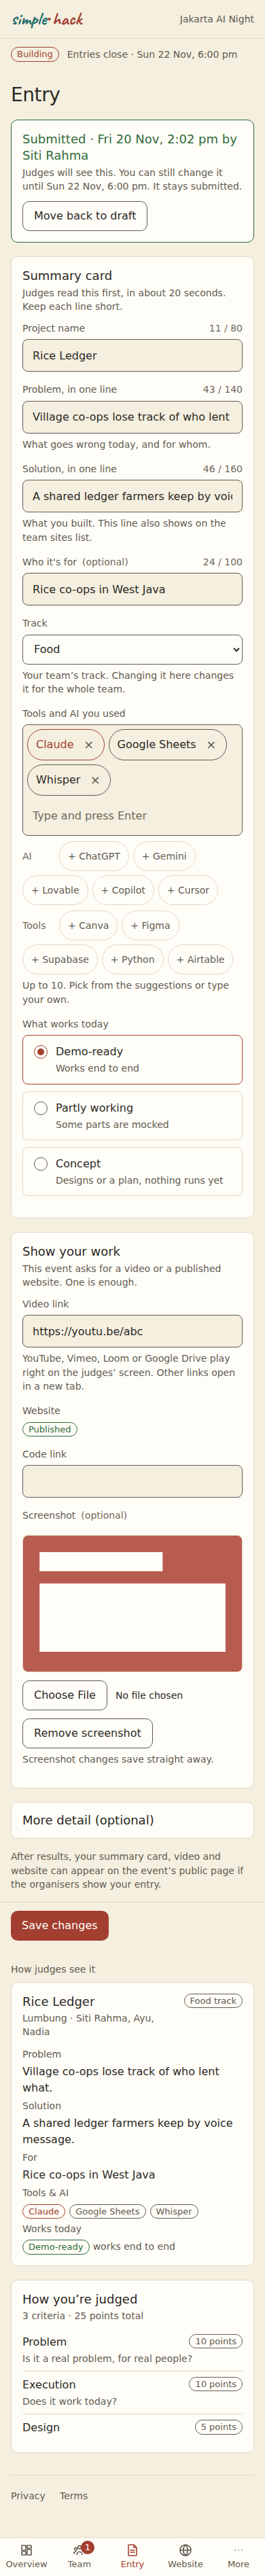 simple hack
Jakarta AI Night
Building
Entries close · Sun 22 Nov, 6:00 pm
Entry
Submitted · Fri 20 Nov, 2:02 pm by
Siti Rahma
Judges will see this. You can still change it
until Sun 22 Nov, 6:00 pm. It stays submitted.
Move back to draft
Summary card
Judges read this first, in about 20 seconds.
Keep each line short.
Project name
11 / 80
Rice Ledger
Problem, in one line
43 / 140
Village co-ops lose track of who lent
What goes wrong today, and for whom.
Solution, in one line
46 / 160
A shared ledger farmers keep by voi
What you built. This line also shows on the
team sites list.
Who it's for (optional)
24 / 100
Rice co-ops in West Java
Track
Food
Your team's track. Changing it here changes
it for the whole team.
Tools and AI you used
Claude ×
Google Sheets ×
Whisper ×
Type and press Enter
AI
+ ChatGPT
+ Gemini
+ Lovable
+ Copilot
+ Cursor
Tools
+ Canva
+ Figma
+ Supabase
+ Python
+ Airtable
Up to 10. Pick from the suggestions or type
your own.
What works today
Demo-ready
Works end to end
Partly working
Some parts are mocked
Concept
Designs or a plan, nothing runs yet
Show your work
This event asks for a video or a published
website. One is enough.
Video link
https://youtu.be/abc
YouTube, Vimeo, Loom or Google Drive play
right on the judges' screen. Other links open
in a new tab.
Website
Published
Code link
Screenshot (optional)
Choose File
No file chosen
Remove screenshot
Screenshot changes save straight away.
More detail (optional)
After results, your summary card, video and
website can appear on the event's public page if
the organisers show your entry.
Save changes
How judges see it
Rice Ledger
Food track
Lumbung · Siti Rahma, Ayu,
Nadia
Problem
Village co-ops lose track of who lent
what.
Solution
A shared ledger farmers keep by voice
message.
For
Rice co-ops in West Java
Tools & AI
Claude
Google Sheets
Whisper
Works today
Demo-ready works end to end
How you’re judged
3 criteria · 25 points total
Problem
10 points
Is it a real problem, for real people?
Execution
10 points
Does it work today?
Design
5 points
Privacy
Terms
1
Overview
Team
Entry
Website
More